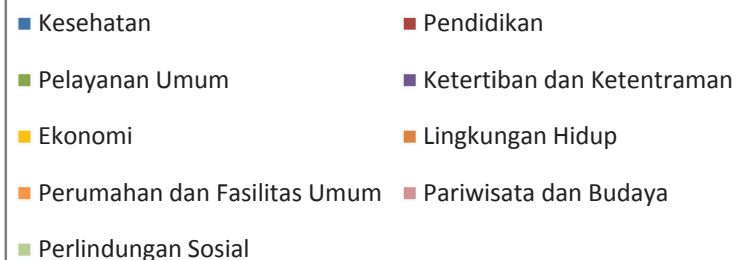 Kesehatan Pendidikan
Pelayanan Umum Ketertiban dan Ketentraman
Ekonomi Lingkungan Hidup
Perumahan dan Fasilitas Umum Pariwisata dan Budaya
Perlindungan Sosial